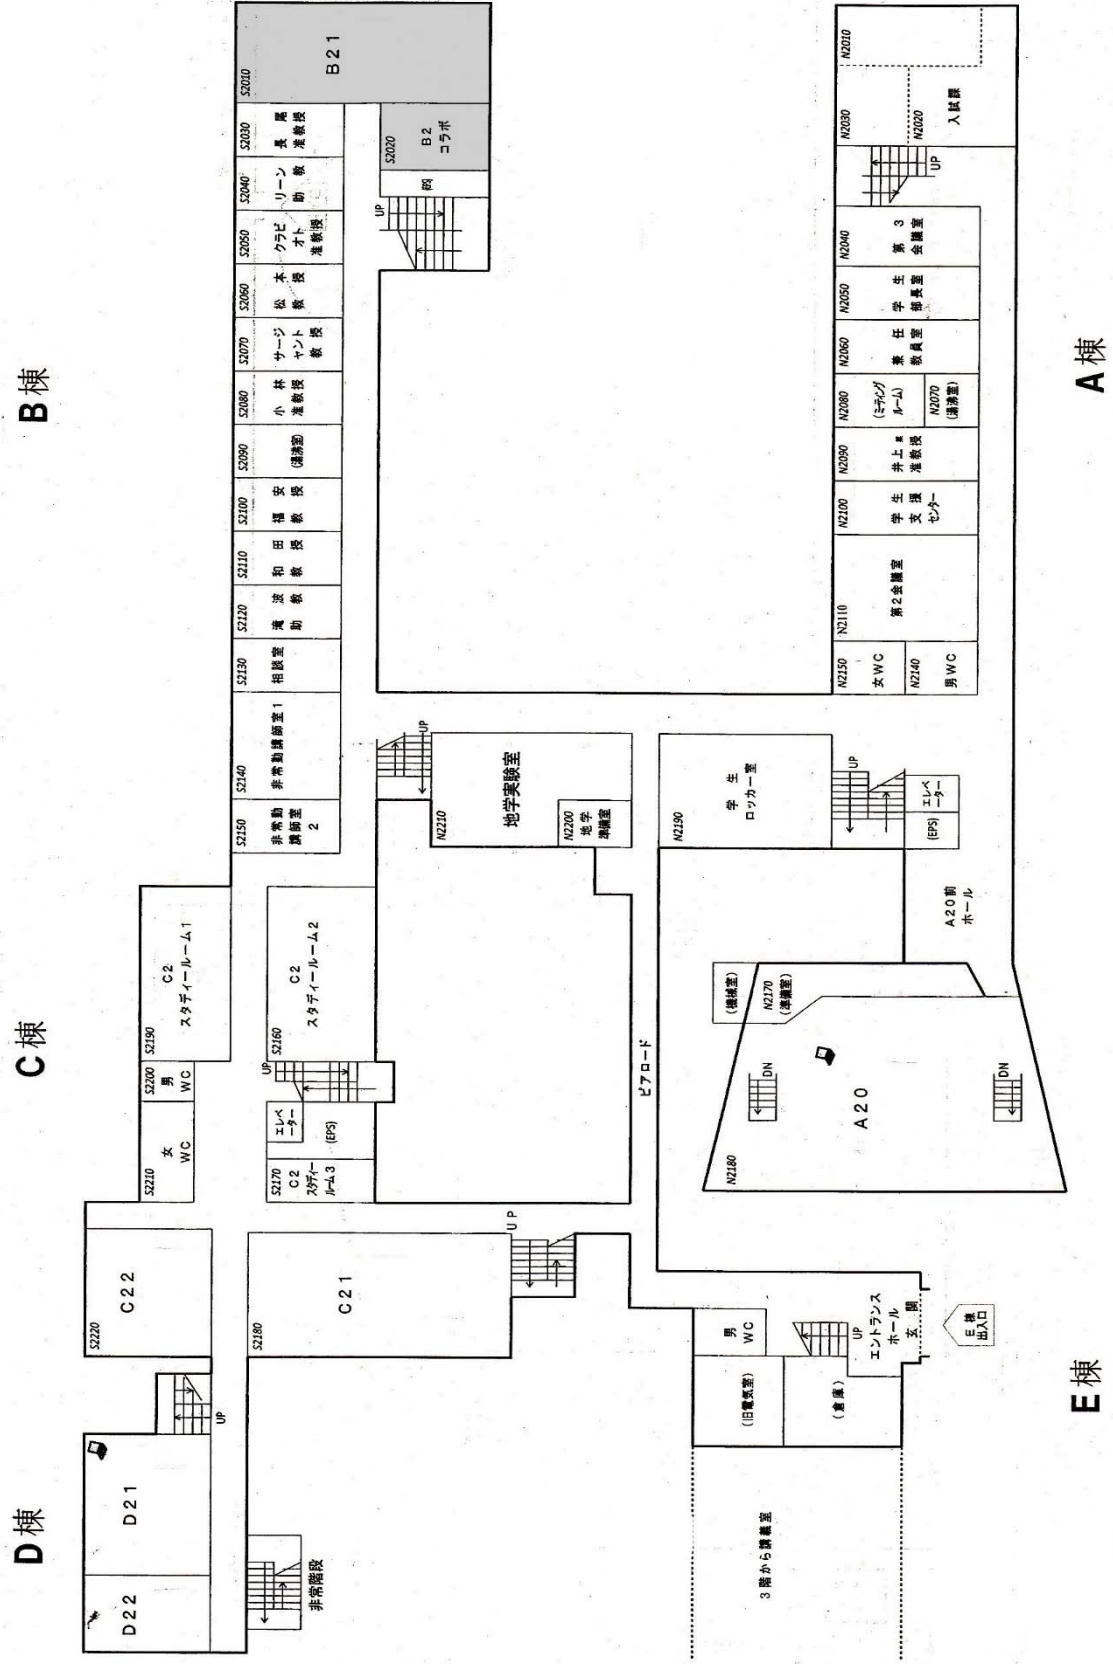 D棟
C棟
B棟
D22
D21
UP
非常階段
S2220
C22
S2180
C21
UP
S2210
女
WC
S2200
男
WC
S2190
C2
スタディールーム1
S2170
C2
スタディー
ルーム3
エレベ
ーター
(EPS)
UP
S2160
C2
スタディールーム2
S2150
非常勤
講師室
2
S2140
非常勤講師室1
S2130
相談室
S2120
滝波
助教
S2110
和田
教授
S2100
福安
教授
S2090
(湯沸室)
S2080
小林
准教授
S2070
サージ
ャント
教授
S2060
松本
教授
S2050
クラビ
オト
准教授
S2040
リーン
助教
S2030
長尾
准教授
S2010
B21
S2020
B2
コラボ
UP
UP
N2210
地学実験室
N2200
地学
準備室
ピアロード
N2190
学生
ロッカー室
UP
エレベ
ーター
(EPS)
A20前
ホール
(機械室)
N2170
(準備室)
N2180
A20
DN
DN
男
WC
(旧電気室)
(倉庫)
UP
エントランス
ホール
玄関
E棟
出入口
3階から講義室
N2150
女WC
N2140
男WC
N2110
第2会議室
N2100
学生
支援
センター
N2090
井上
准教授
N2080
(ミーティング
ルーム)
N2070
(湯沸室)
N2060
兼任
教員室
N2050
学生
部長室
N2040
第3
会議室
UP
N2030
N2020
入試課
N2010
E棟
A棟